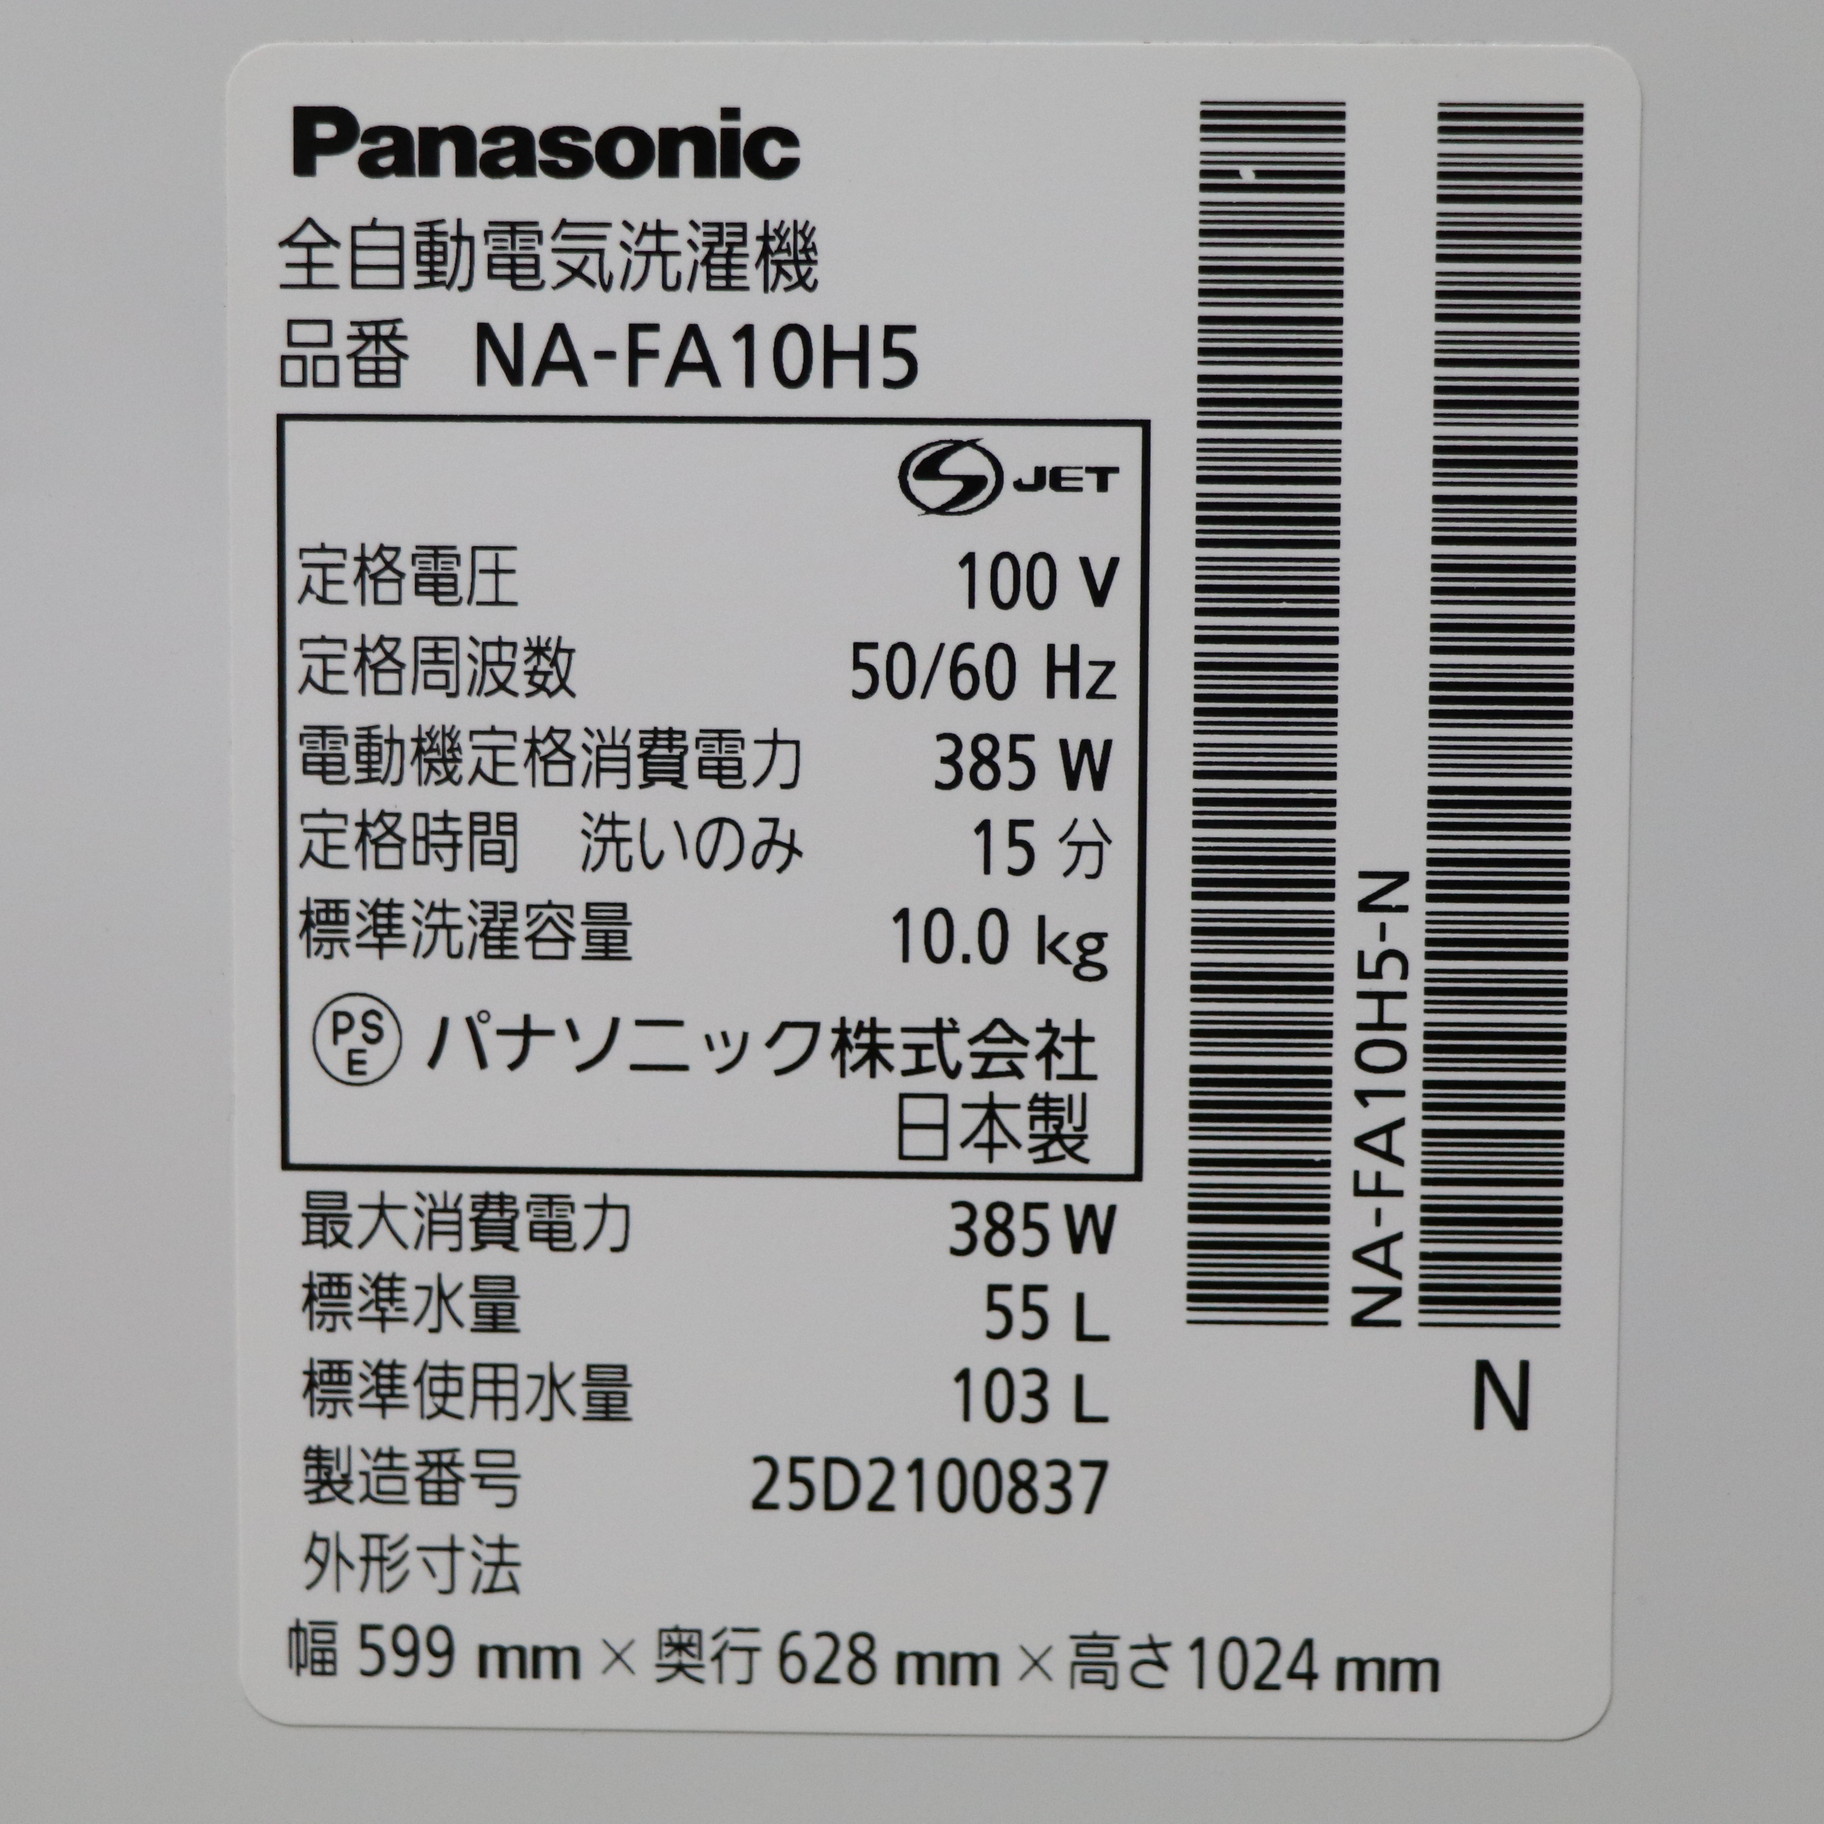 Panasonic
全自動電気洗濯機
品番 NA-FA10H5
S JET
定格電圧 100 V
定格周波数 50/60 Hz
電動機定格消費電力 385 W
定格時間 洗いのみ 15 分
標準洗濯容量 10.0 kg
PSE パナソニック株式会社
日本製
最大消費電力 385 W
標準水量 55 L
標準使用水量 103 L
製造番号 25D2100837
外形寸法
幅 599 mm × 奥行 628 mm × 高さ 1024 mm
NA-FA10H5-N
N